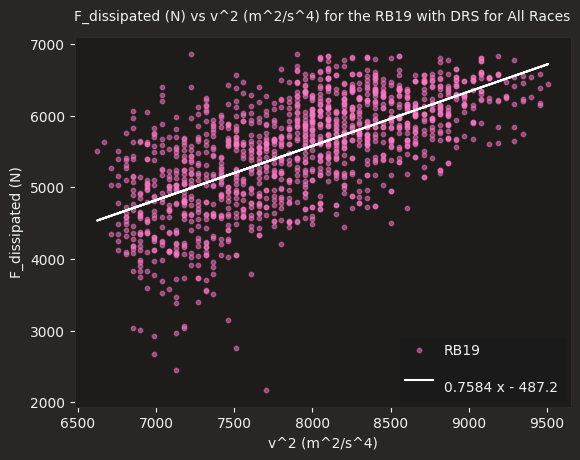 F_dissipated (N) vs v^2 (m^2/s^4) for the RB19 with DRS for All Races
7000
6000
5000
4000
3000
2000
F_dissipated (N)
6500 7000 7500 8000 8500 9000 9500
v^2 (m^2/s^4)
RB19
0.7584 x - 487.2